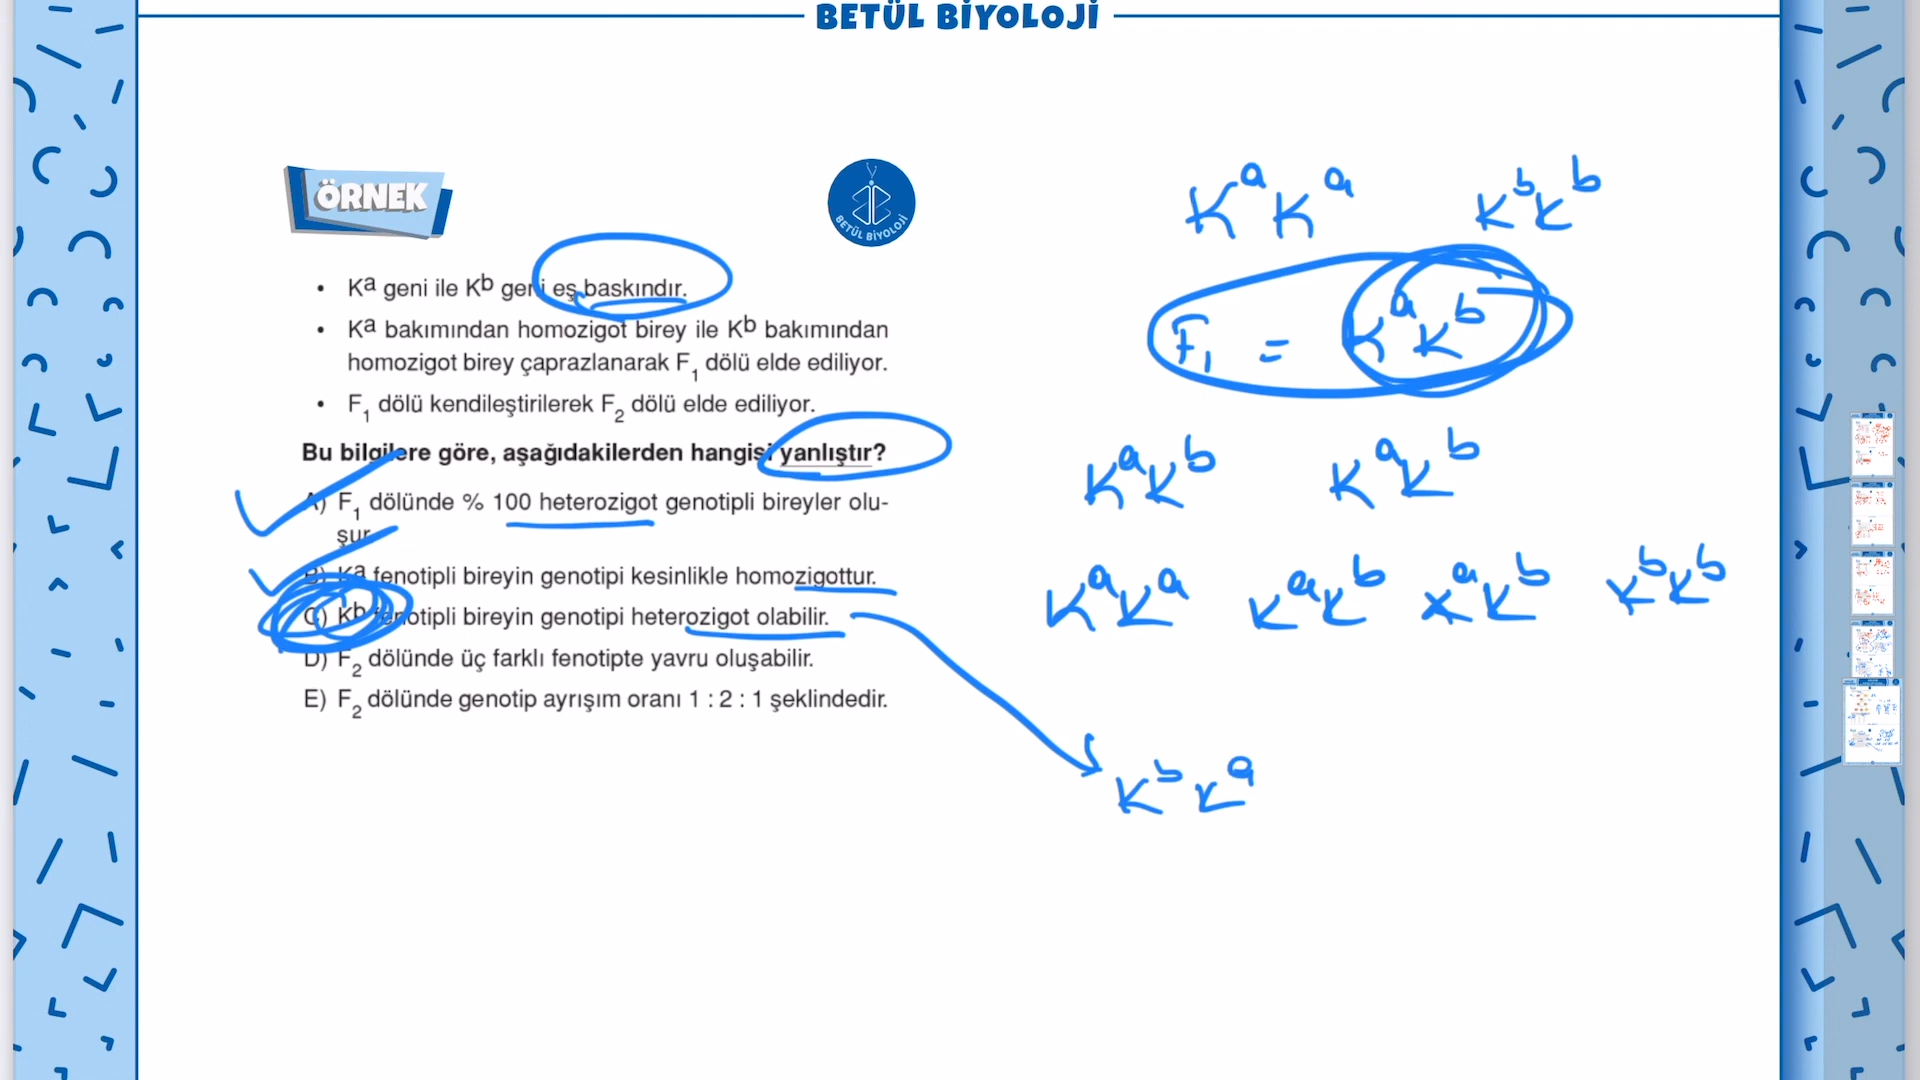 BETÜL BİYOLOJİ
ÖRNEK
BETÜL BİYOLOJİ
• Kᵃ geni ile Kᵇ geni eş baskındır.
• Kᵃ bakımından homozigot birey ile Kᵇ bakımından
homozigot birey çaprazlanarak F₁ dölü elde ediliyor.
• F₁ dölü kendileştirilerek F₂ dölü elde ediliyor.
Bu bilgilere göre, aşağıdakilerden hangisi yanlıştır?
A) F₁ dölünde % 100 heterozigot genotipli bireyler olu-
şur.
B) Kᵃ fenotipli bireyin genotipi kesinlikle homozigottur.
C) Kᵇ fenotipli bireyin genotipi heterozigot olabilir.
D) F₂ dölünde üç farklı fenotipte yavru oluşabilir.
E) F₂ dölünde genotip ayrışım oranı 1 : 2 : 1 şeklindedir.
KᵃKᵃ KᵇKᵇ
F₁ = KᵃKᵇ
KᵃKᵇ KᵃKᵇ
KᵃKᵃ KᵃKᵇ KᵃKᵇ KᵇKᵇ
KᵇKᵃ